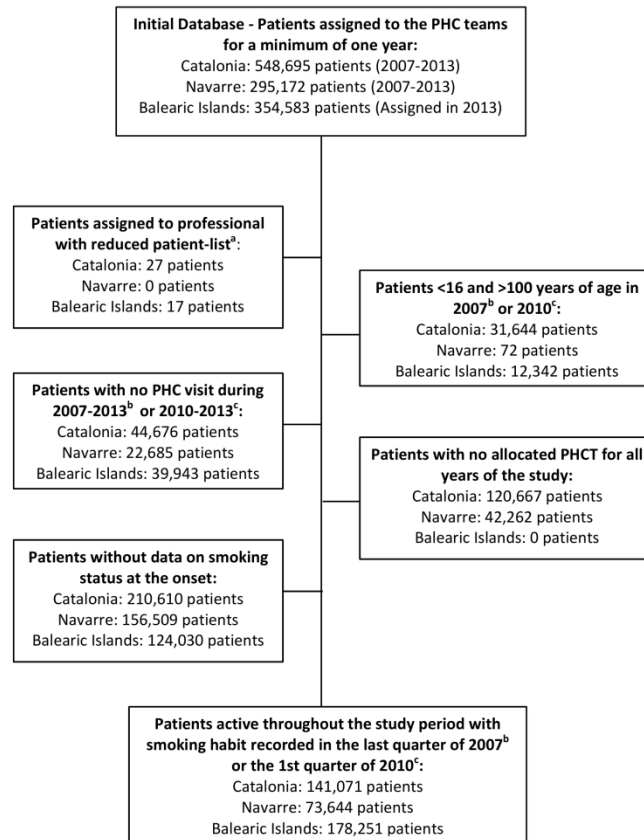 Initial Database - Patients assigned to the PHC teams
for a minimum of one year:
Catalonia: 548,695 patients (2007-2013)
Navarre: 295,172 patients (2007-2013)
Balearic Islands: 354,583 patients (Assigned in 2013)
Patients assigned to professional
with reduced patient-listᵃ:
Catalonia: 27 patients
Navarre: 0 patients
Balearic Islands: 17 patients
Patients <16 and >100 years of age in
2007ᵇ or 2010ᶜ:
Catalonia: 31,644 patients
Navarre: 72 patients
Balearic Islands: 12,342 patients
Patients with no PHC visit during
2007-2013ᵇ or 2010-2013ᶜ:
Catalonia: 44,676 patients
Navarre: 22,685 patients
Balearic Islands: 39,943 patients
Patients with no allocated PHCT for all
years of the study:
Catalonia: 120,667 patients
Navarre: 42,262 patients
Balearic Islands: 0 patients
Patients without data on smoking
status at the onset:
Catalonia: 210,610 patients
Navarre: 156,509 patients
Balearic Islands: 124,030 patients
Patients active throughout the study period with
smoking habit recorded in the last quarter of 2007ᵇ
or the 1st quarter of 2010ᶜ:
Catalonia: 141,071 patients
Navarre: 73,644 patients
Balearic Islands: 178,251 patients